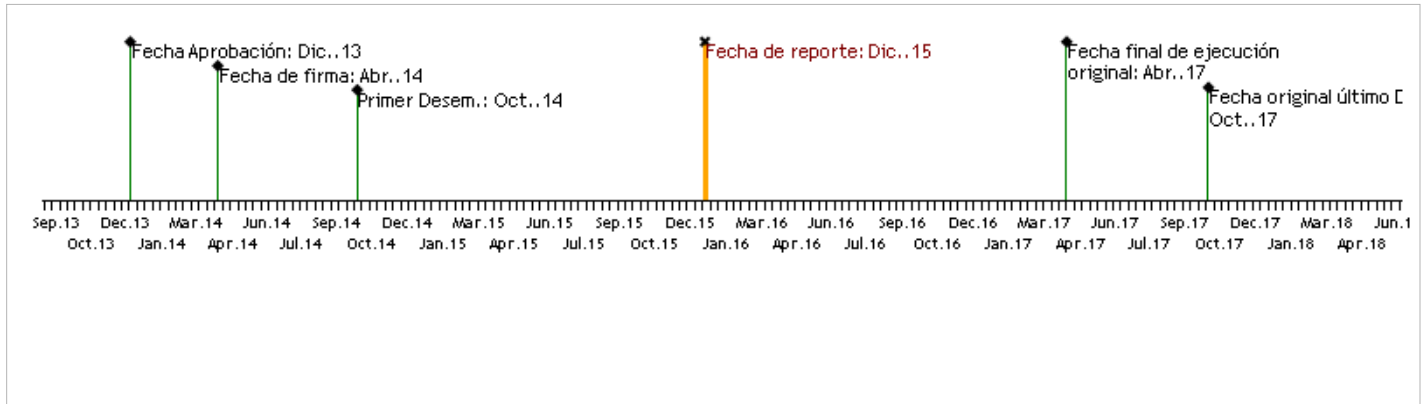 Fecha Aprobación: Dic..13
Fecha de firma: Abr..14
Primer Desem.: Oct..14
Fecha de reporte: Dic..15
Fecha final de ejecución
original: Abr..17
Fecha original último
Oct..17
Sep.13 Dec.13 Mar.14 Jun.14 Sep.14 Dec.14 Mar.15 Jun.15 Sep.15 Dec.15 Mar.16 Jun.16 Sep.16 Dec.16 Mar.17 Jun.17 Sep.17 Dec.17 Mar.18 Jun.1
Oct.13 Jan.14 Apr.14 Jul.14 Oct.14 Jan.15 Apr.15 Jul.15 Oct.15 Jan.16 Apr.16 Jul.16 Oct.16 Jan.17 Apr.17 Jul.17 Oct.17 Jan.18 Apr.18